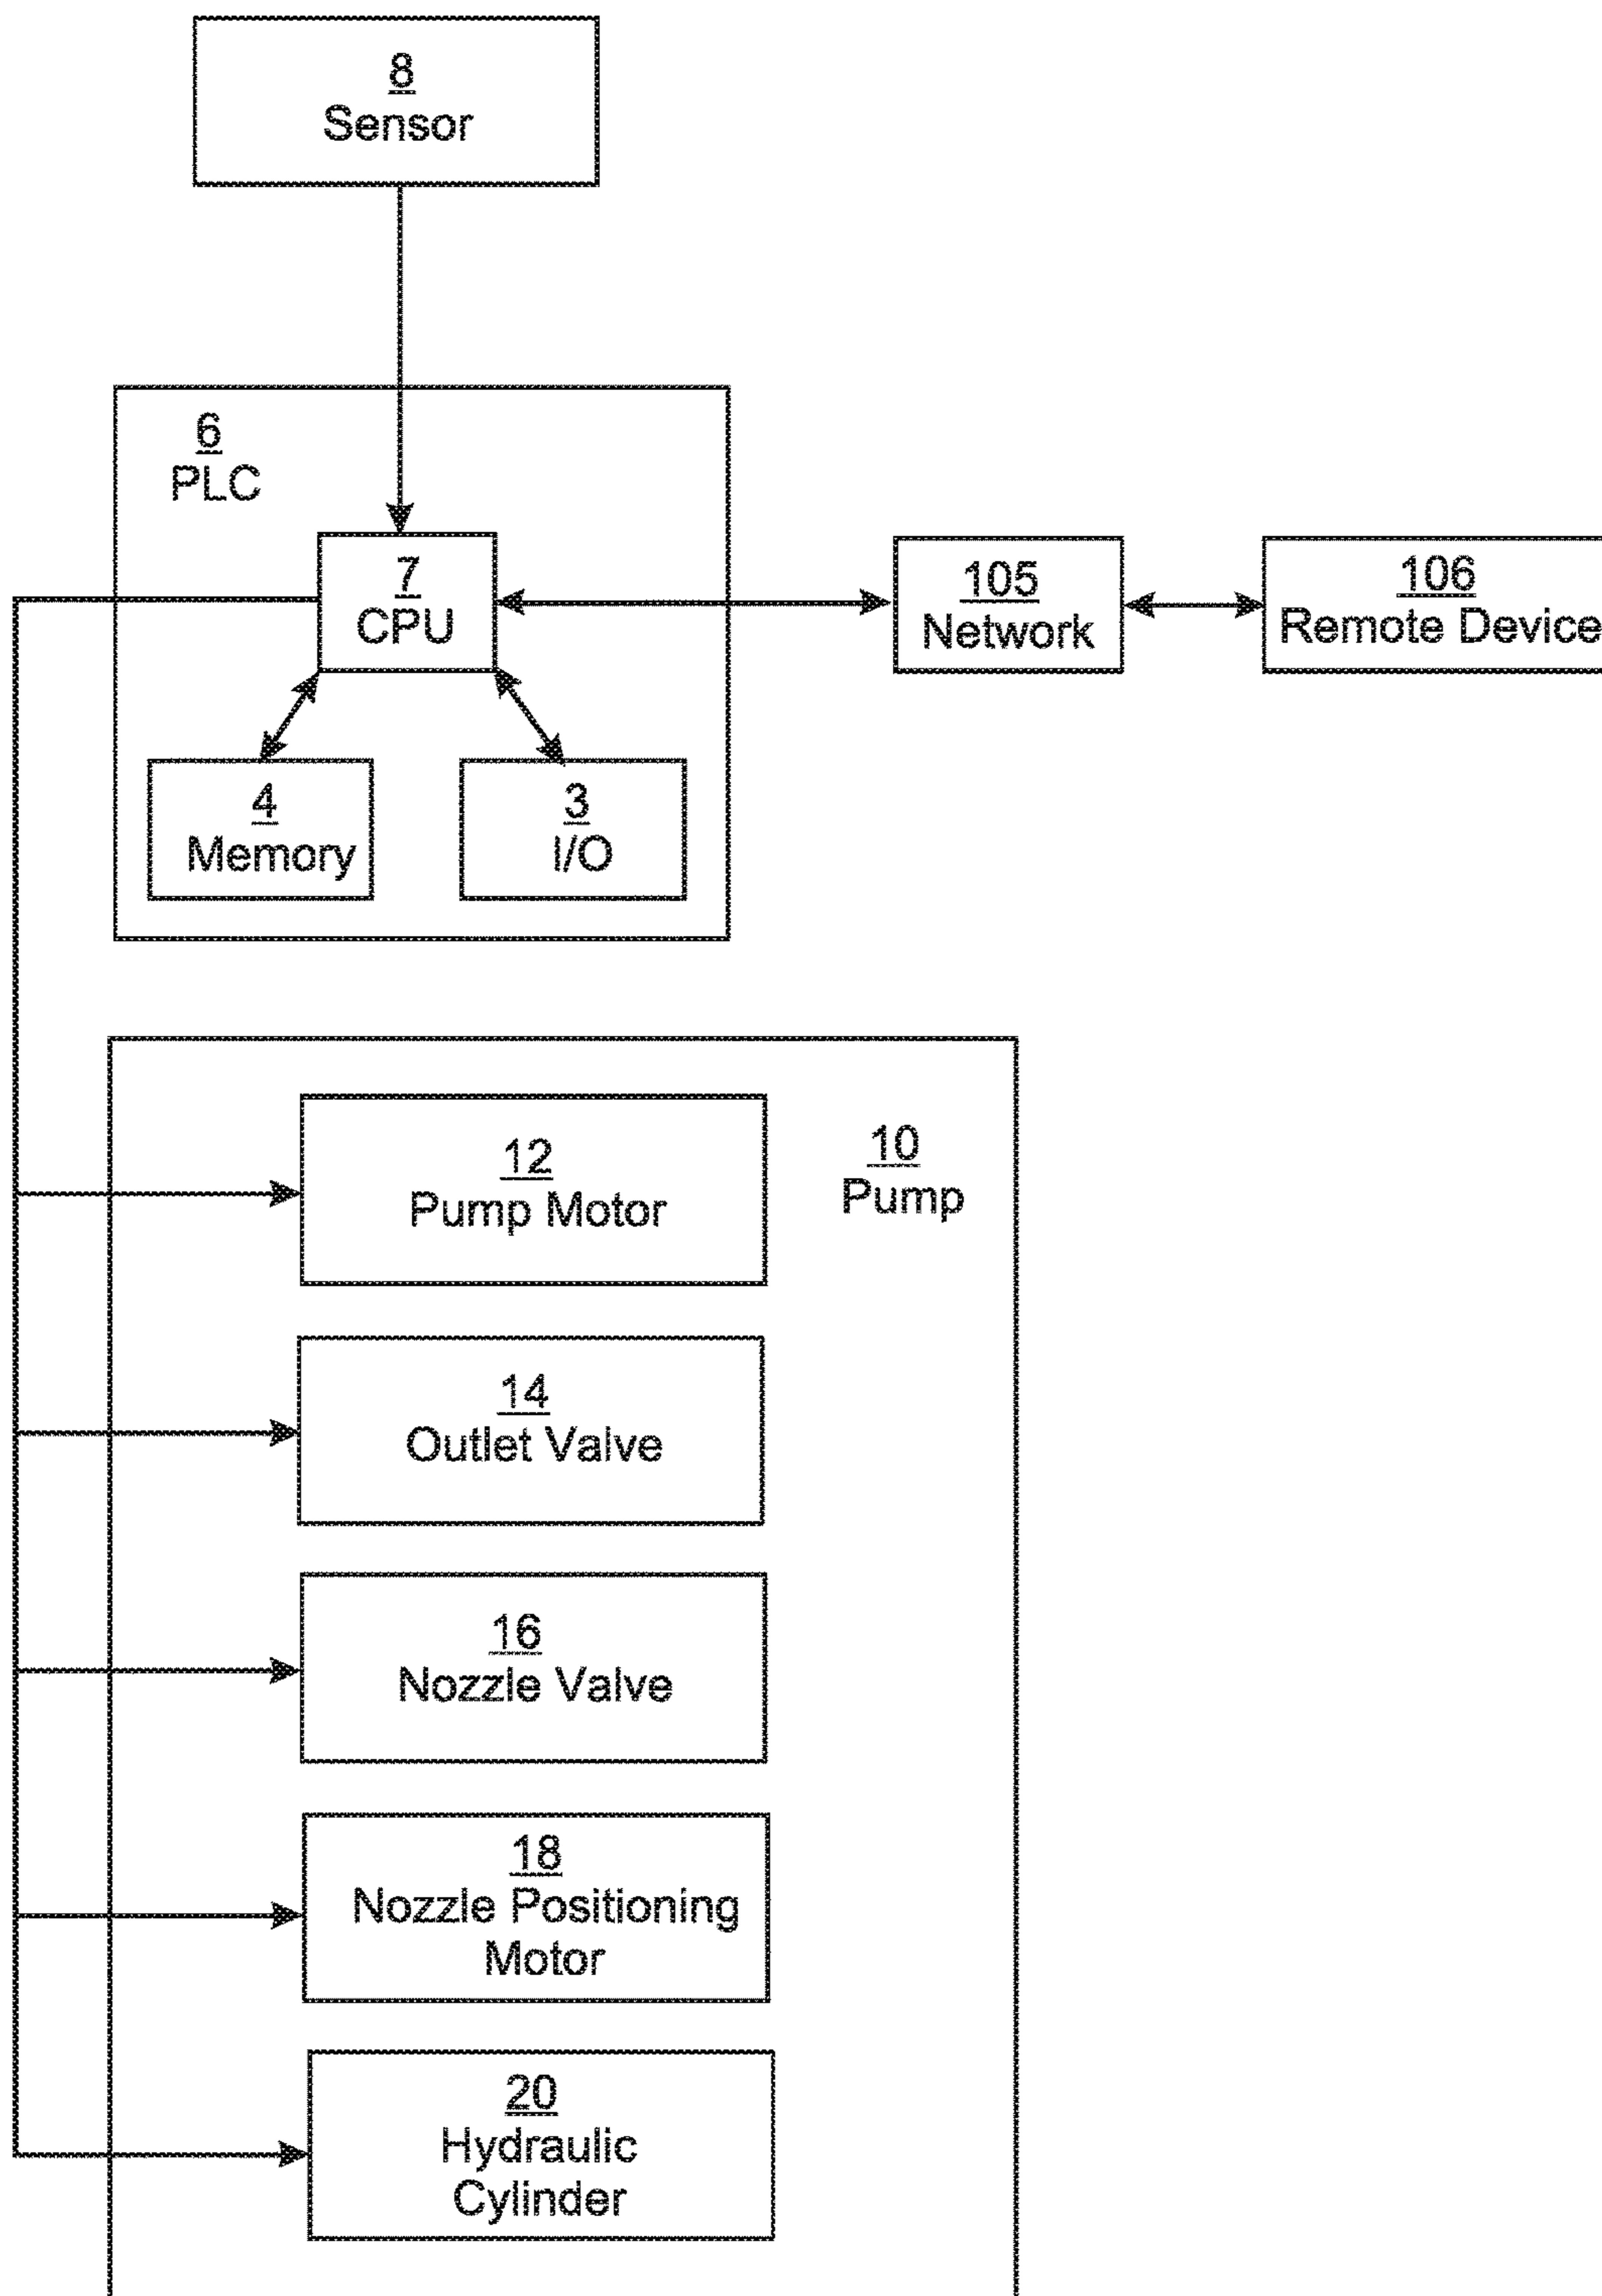 8
Sensor
6
PLC
7
CPU
105
Network
106
Remote Device
4
Memory
3
I/O
12
Pump Motor
10
Pump
14
Outlet Valve
16
Nozzle Valve
18
Nozzle Positioning
Motor
20
Hydraulic
Cylinder